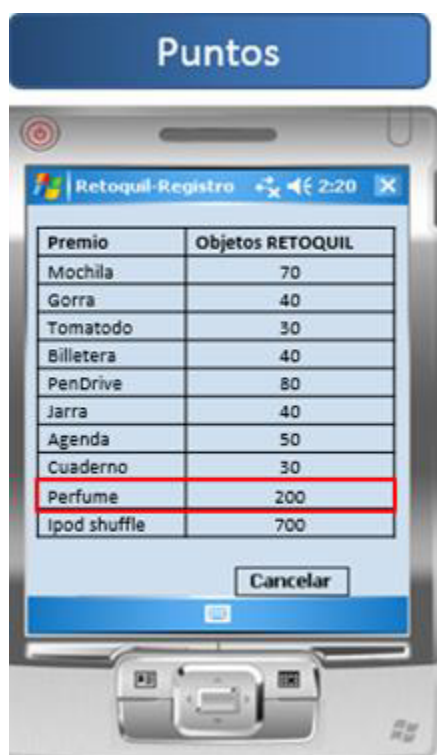 Puntos
Retoquil-Registro 2:20
Premio Objetos RETOQUIL
Mochila 70
Gorra 40
Tomatodo 30
Billetera 40
PenDrive 80
Jarra 40
Agenda 50
Cuaderno 30
Perfume 200
Ipod shuffle 700
Cancelar